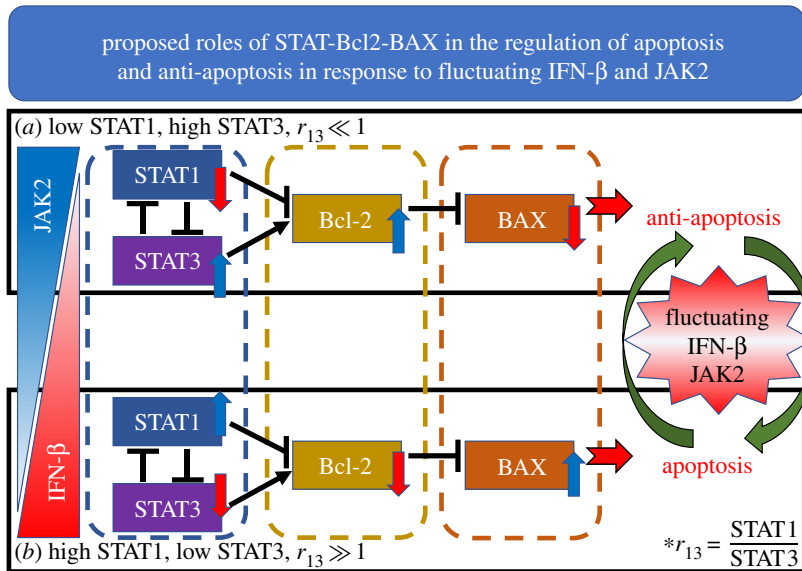 proposed roles of STAT-Bcl2-BAX in the regulation of apoptosis
and anti-apoptosis in response to fluctuating IFN-β and JAK2
(a) low STAT1, high STAT3, r13 ≪ 1
JAK2
STAT1
Bcl-2
BAX
anti-apoptosis
STAT3
fluctuating
IFN-β
JAK2
IFN-β
STAT1
Bcl-2
BAX
apoptosis
STAT3
(b) high STAT1, low STAT3, r13 ≫ 1
*r13 = STAT1
STAT3